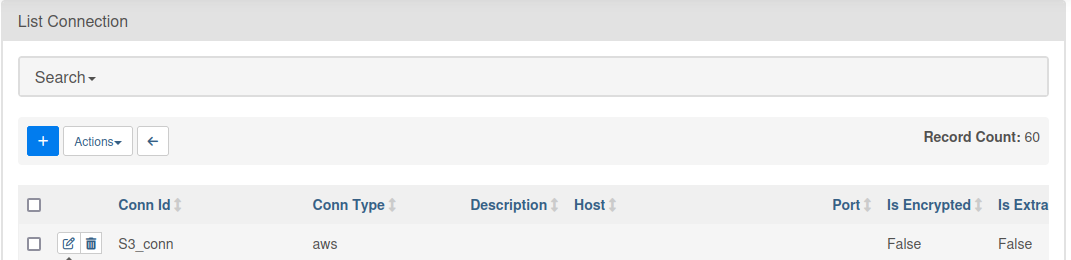 List Connection
Search
+ Actions ← Record Count: 60
Conn Id Conn Type Description Host Port Is Encrypted Is Extra
S3_conn aws False False